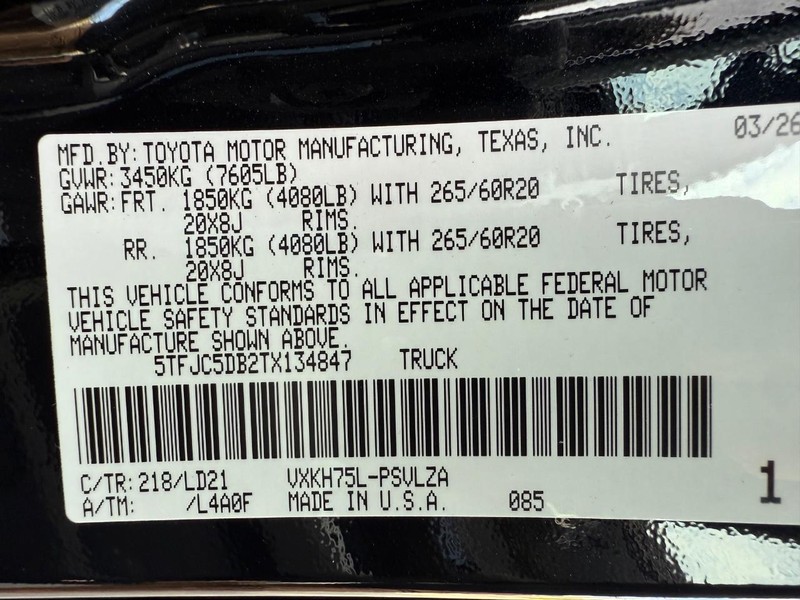 MFD.BY:TOYOTA MOTOR MANUFACTURING, TEXAS, INC. 03/26
GVWR:3450KG (7605LB)
GAWR:FRT. 1850KG (4080LB) WITH 265/60R20 TIRES,
20X8J RIMS.
RR. 1850KG (4080LB) WITH 265/60R20 TIRES,
20X8J RIMS.
THIS VEHICLE CONFORMS TO ALL APPLICABLE FEDERAL MOTOR
VEHICLE SAFETY STANDARDS IN EFFECT ON THE DATE OF
MANUFACTURE SHOWN ABOVE.
5TFJC5DB2TX134847 TRUCK
C/TR:218/LD21 VXKH75L-PSVLZA
A/TM: /L4A0F MADE IN U.S.A. 085
1